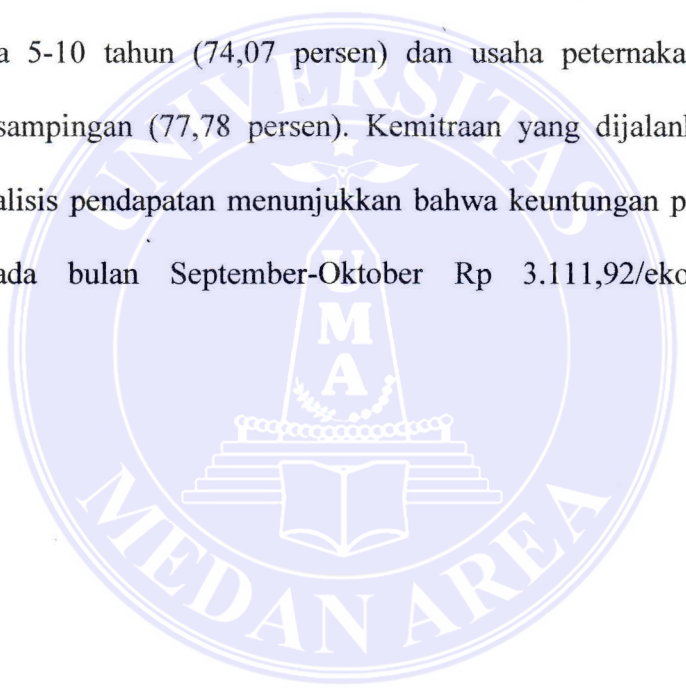 a 5-10 tahun (74,07 persen) dan usaha peternaka
sampingan (77,78 persen). Kemitraan yang dijalank
alisis pendapatan menunjukkan bahwa keuntungan p
ada bulan September-Oktober Rp 3.111,92/eko
UNIVERSITAS
UMA
MEDAN AREA